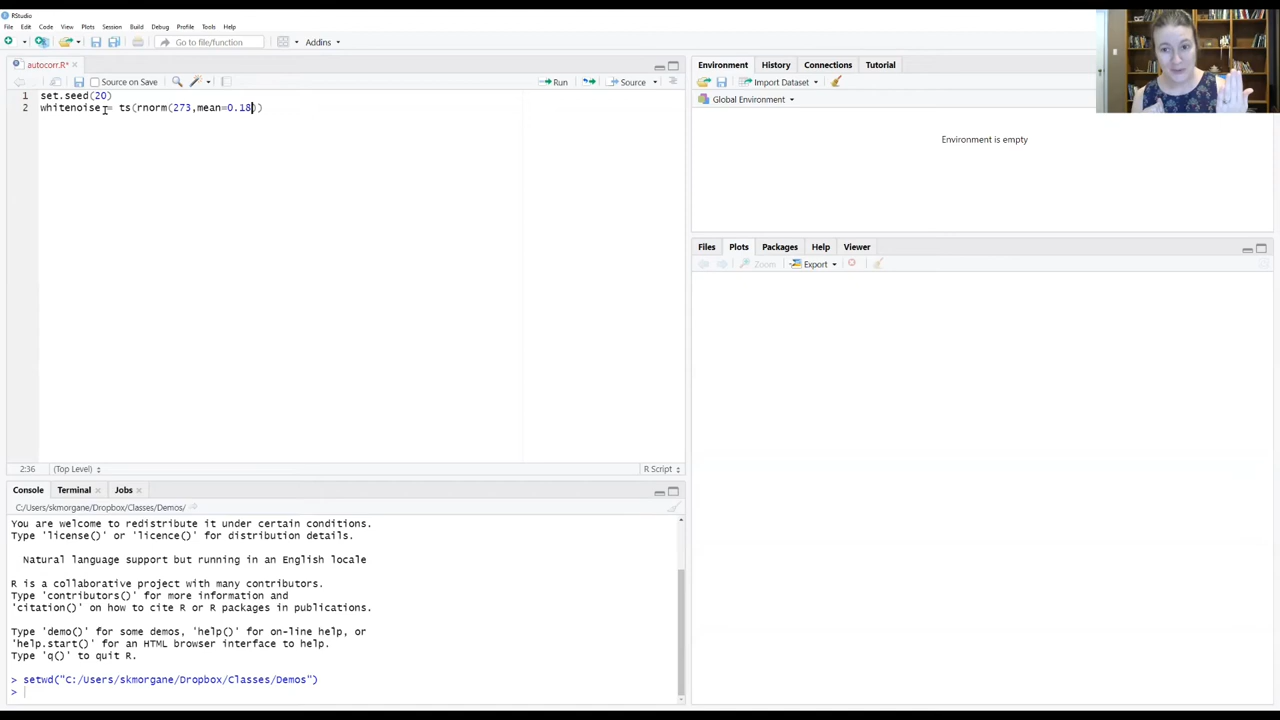 RStudio
File Edit Code View Plots Session Build Debug Profile Tools Help
Go to file/function Addins
autocorr.R*
Source on Save Run Source
1 set.seed(20)
2 whitenoise= ts(rnorm(273,mean=0.18))
2:36 (Top Level) R Script
Console Terminal Jobs
C:/Users/skmorgane/Dropbox/Classes/Demos/
You are welcome to redistribute it under certain conditions.
Type 'license()' or 'licence()' for distribution details.
Natural language support but running in an English locale
R is a collaborative project with many contributors.
Type 'contributors()' for more information and
'citation()' on how to cite R or R packages in publications.
Type 'demo()' for some demos, 'help()' for on-line help, or
'help.start()' for an HTML browser interface to help.
Type 'q()' to quit R.
> setwd("C:/Users/skmorgane/Dropbox/Classes/Demos")
>
Environment History Connections Tutorial
Import Dataset
Global Environment
Environment is empty
Files Plots Packages Help Viewer
Zoom Export